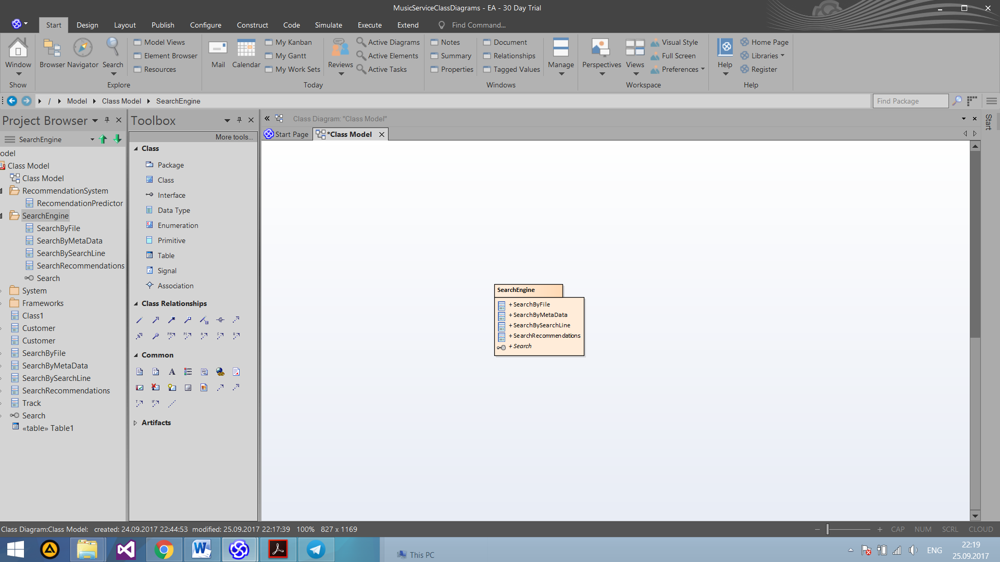 MusicServiceClassDiagrams - EA - 30 Day Trial
Start Design Layout Publish Configure Construct Code Simulate Execute Extend Find Command...
Window
Show
Browser Navigator Search
Model Views
Element Browser
Resources
Explore
Mail Calendar
My Kanban
My Gantt
My Work Sets
Reviews
Active Diagrams
Active Elements
Active Tasks
Today
Notes
Summary
Properties
Document
Relationships
Tagged Values
Windows
Manage
Perspectives Views
Visual Style
Full Screen
Preferences
Workspace
Help
Home Page
Libraries
Register
Help
/ Model Class Model SearchEngine
Find Package
Project Browser
SearchEngine
odel
Class Model
Class Model
RecommendationSystem
RecomendationPredictor
SearchEngine
SearchByFile
SearchByMetaData
SearchBySearchLine
SearchRecommendations
Search
System
Frameworks
Class1
Customer
Customer
SearchByFile
SearchByMetaData
SearchBySearchLine
SearchRecommendations
Track
Search
«table» Table1
Toolbox
More tools...
Class
Package
Class
Interface
Data Type
Enumeration
Primitive
Table
Signal
Association
Class Relationships
Common
Artifacts
Class Diagram: "Class Model"
Start Page *Class Model
Start
SearchEngine
+ SearchByFile
+ SearchByMetaData
+ SearchBySearchLine
+ SearchRecommendations
+ Search
Class Diagram:Class Model: created: 24.09.2017 22:44:53 modified: 25.09.2017 22:17:39 100% 827 x 1169
CAP NUM SCRL CLOUD
This PC
ENG
22:19
25.09.2017